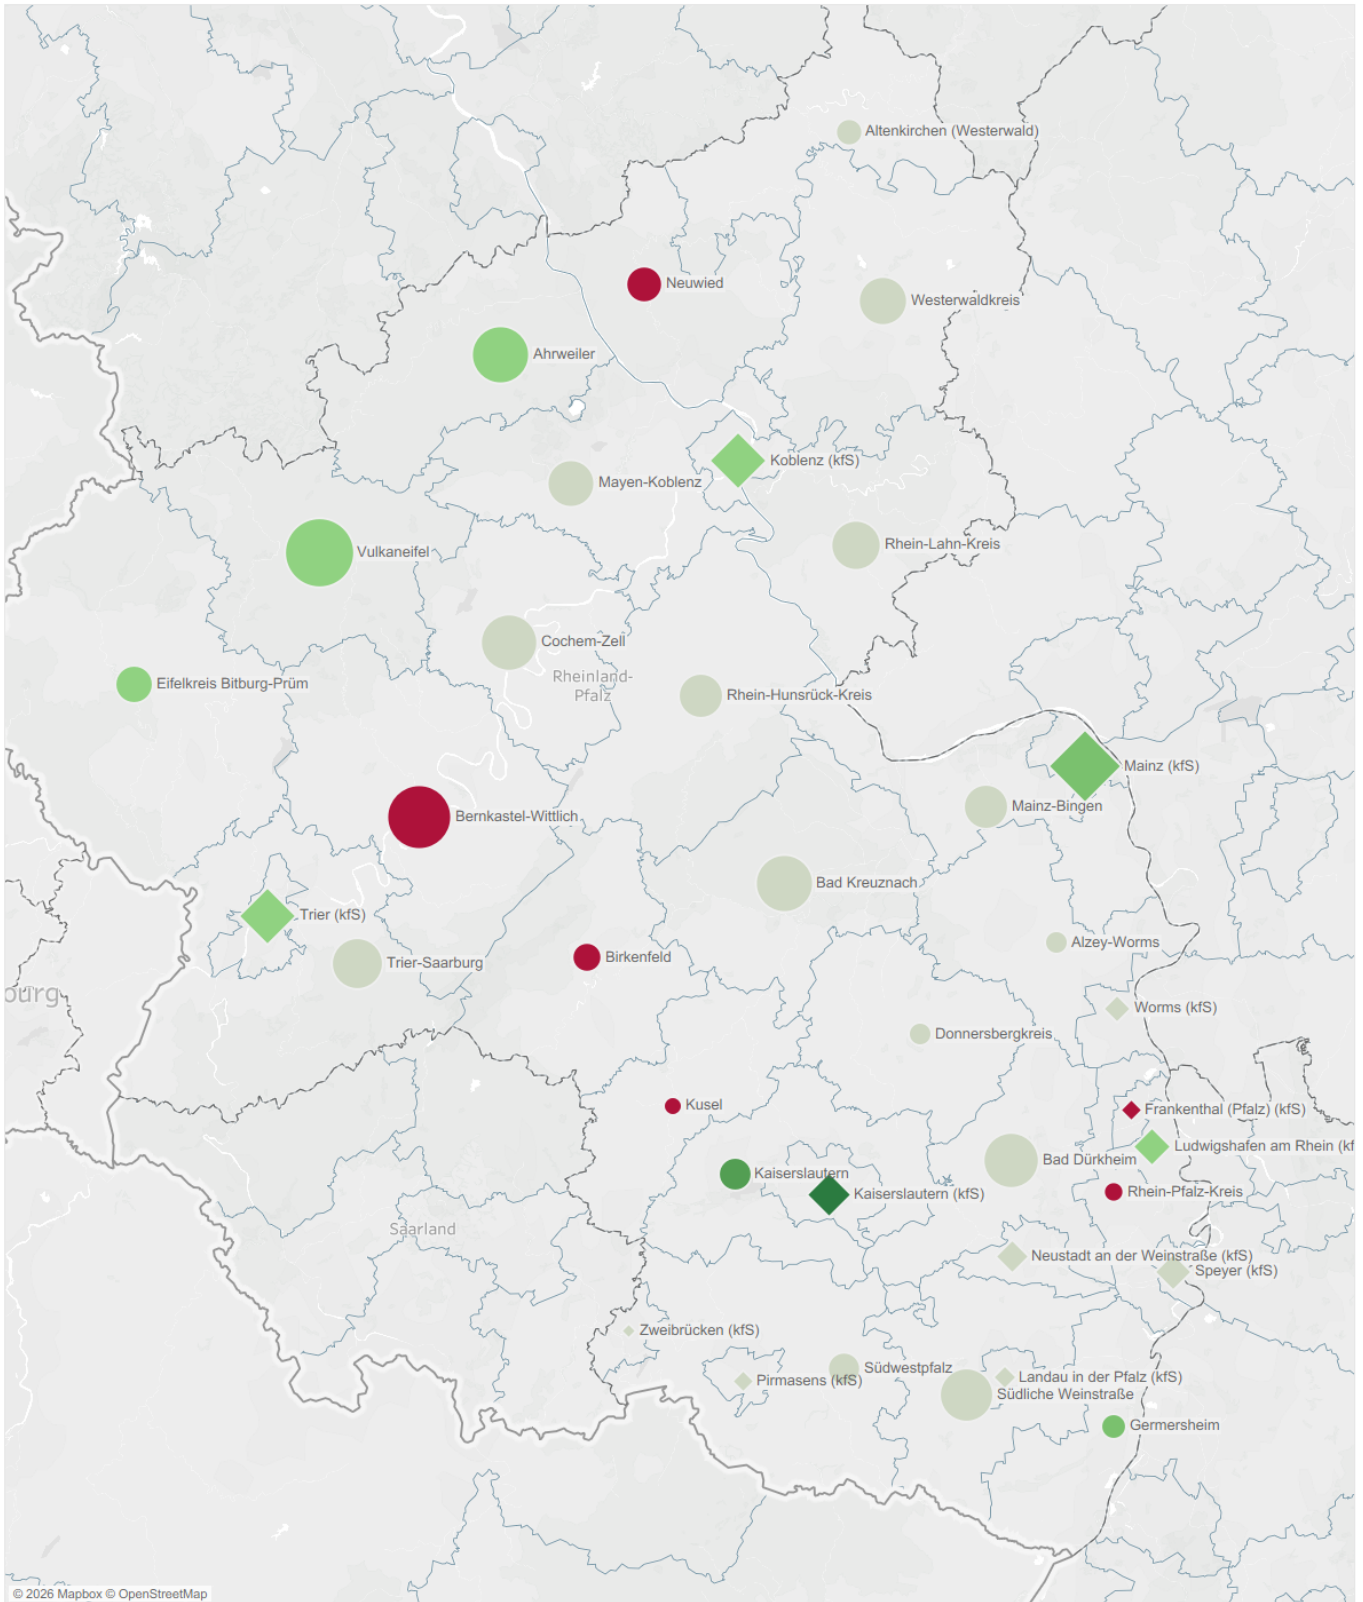 Altenkirchen (Westerwald)
Neuwied
Westerwaldkreis
Ahrweiler
Koblenz (kfS)
Mayen-Koblenz
Rhein-Lahn-Kreis
Vulkaneifel
Cochem-Zell
Rheinland-
Pfalz
Eifelkreis Bitburg-Prüm
Rhein-Hunsrück-Kreis
Mainz (kfS)
Mainz-Bingen
Bernkastel-Wittlich
Bad Kreuznach
Trier (kfS)
Alzey-Worms
Birkenfeld
Trier-Saarburg
burg
Worms (kfS)
Donnersbergkreis
Kusel
Frankenthal (Pfalz) (kfS)
Ludwigshafen am Rhein (kf
Bad Dürkheim
Kaiserslautern
Rhein-Pfalz-Kreis
Kaiserslautern (kfS)
Saarland
Neustadt an der Weinstraße (kfS)
Speyer (kfS)
Zweibrücken (kfS)
Südwestpfalz
Landau in der Pfalz (kfS)
Pirmasens (kfS)
Südliche Weinstraße
Germersheim
© 2026 Mapbox © OpenStreetMap